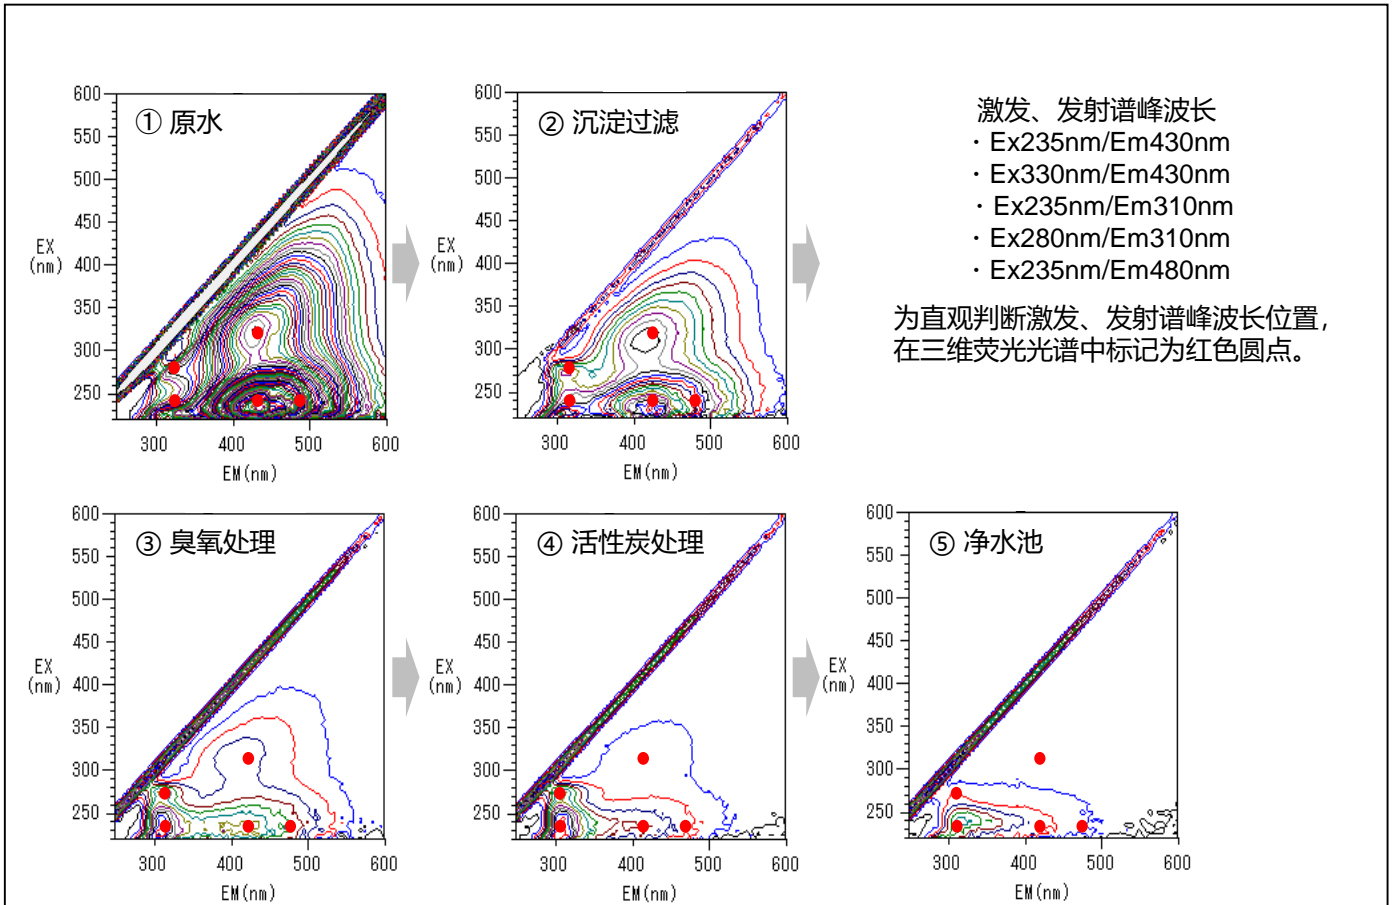 ① 原水
600
550
500
450
400
350
300
250
EX
(nm)
300 400 500 600
EM(nm)
② 沉淀过滤
600
550
500
450
400
350
300
250
EX
(nm)
300 400 500 600
EM(nm)
激发、发射谱峰波长
· Ex235nm/Em430nm
· Ex330nm/Em430nm
· Ex235nm/Em310nm
· Ex280nm/Em310nm
· Ex235nm/Em480nm
为直观判断激发、发射谱峰波长位置,
在三维荧光光谱中标记为红色圆点。
③ 臭氧处理
600
550
500
450
400
350
300
250
EX
(nm)
300 400 500 600
EM(nm)
④ 活性炭处理
600
550
500
450
400
350
300
250
EX
(nm)
300 400 500 600
EM(nm)
⑤ 净水池
600
550
500
450
400
350
300
250
EX
(nm)
300 400 500 600
EM(nm)